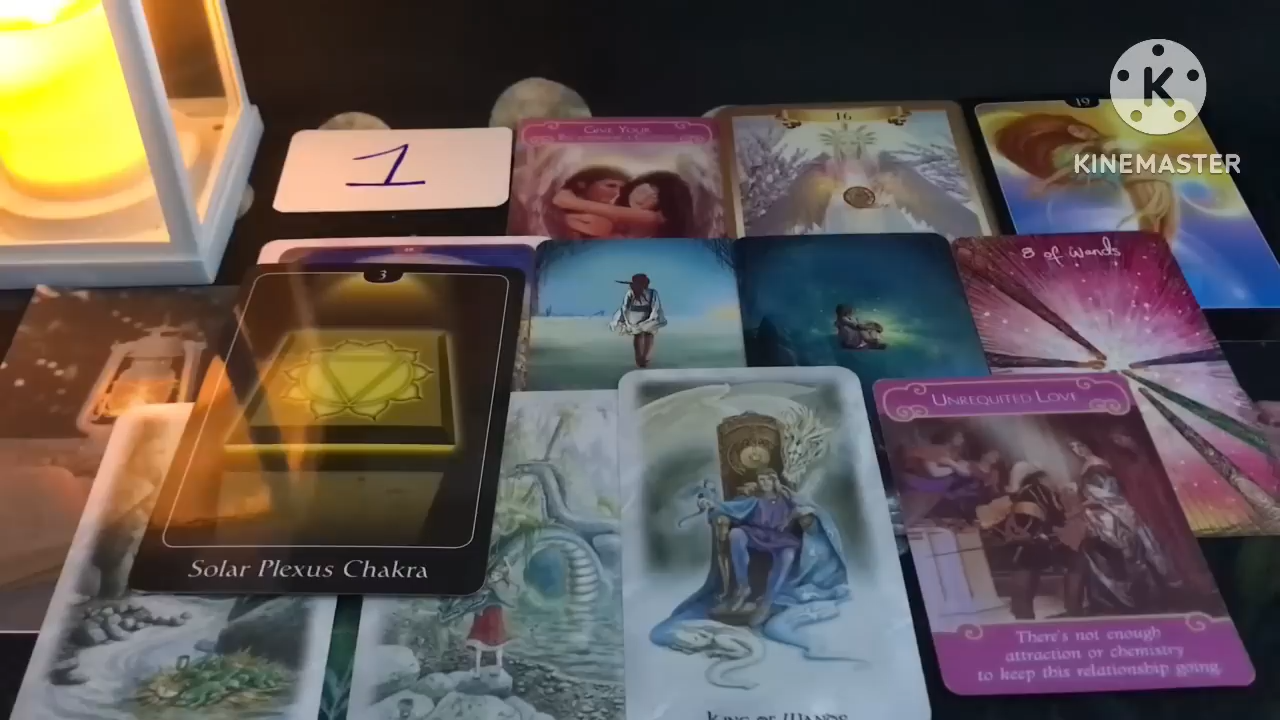 K
KINEMASTER
1
GIVE YOUR
16
19
8 of Wands
3
Solar Plexus Chakra
UNREQUITED LOVE
There's not enough
attraction or chemistry
to keep this relationship going.
KING OF WANDS